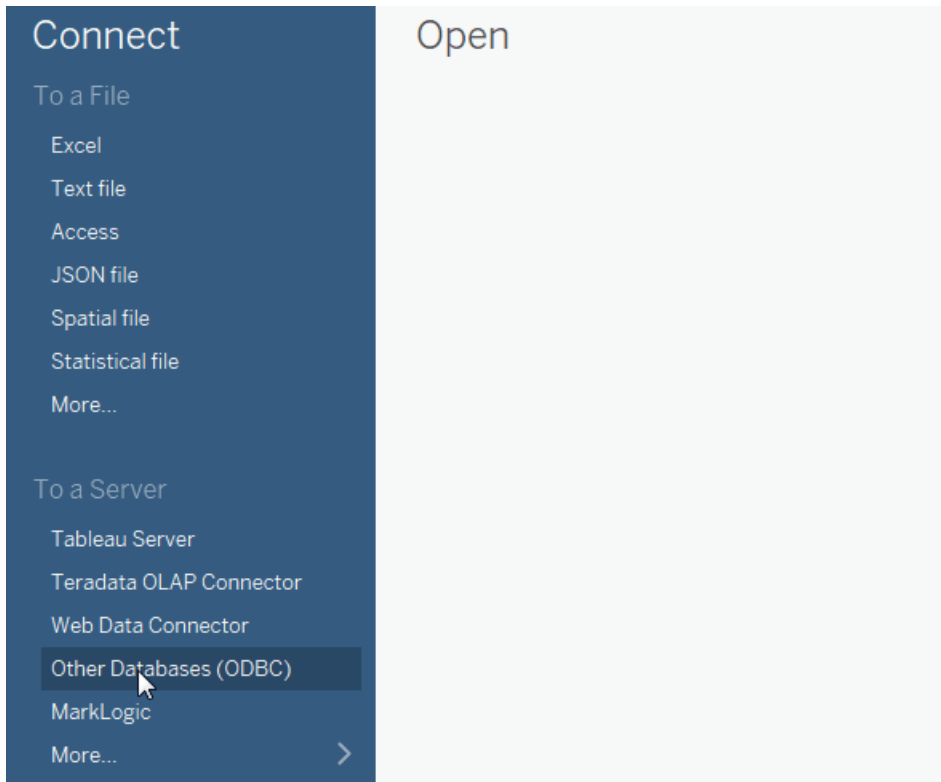 Connect
To a File
Excel
Text file
Access
JSON file
Spatial file
Statistical file
More...
To a Server
Tableau Server
Teradata OLAP Connector
Web Data Connector
Other Databases (ODBC)
MarkLogic
More...
Open